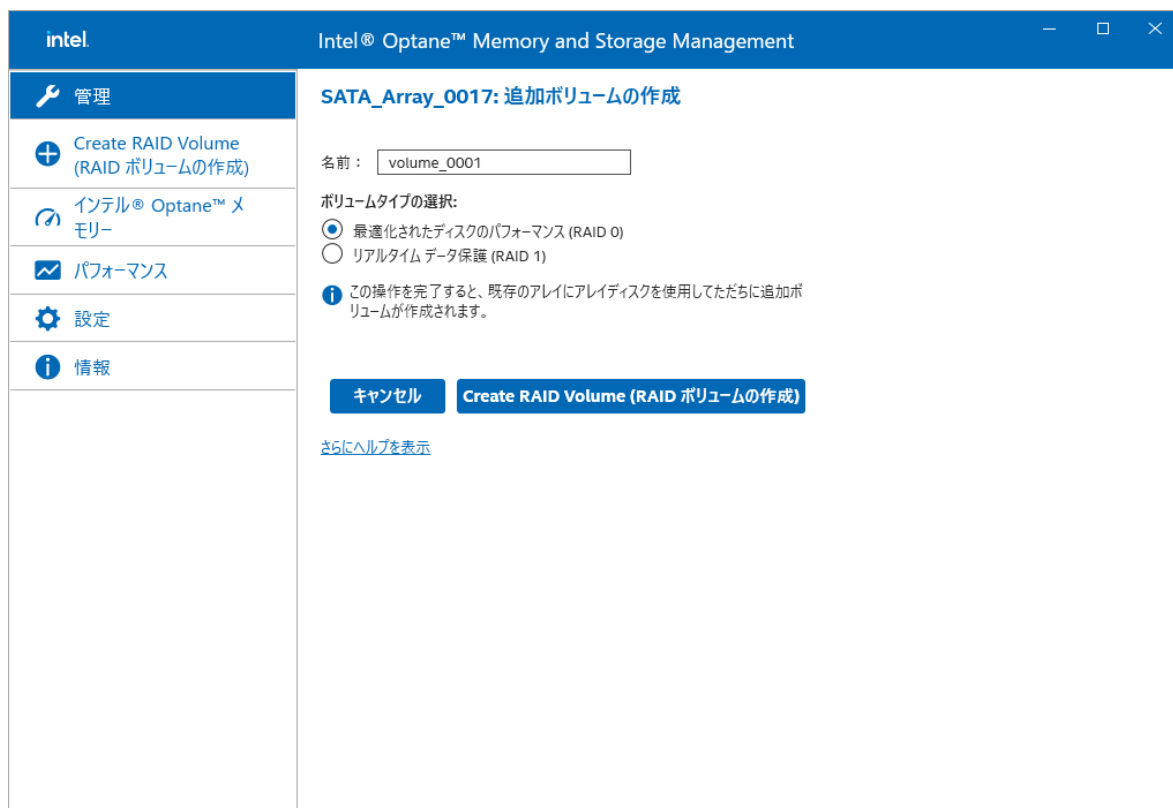 intel.
Intel® Optane™ Memory and Storage Management
管理
Create RAID Volume
(RAID ボリュームの作成)
インテル® Optane™ メ
モリー
パフォーマンス
設定
情報
SATA_Array_0017: 追加ボリュームの作成
名前： volume_0001
ボリュームタイプの選択:
最適化されたディスクのパフォーマンス (RAID 0)
リアルタイム データ保護 (RAID 1)
この操作を完了すると、既存のアレイにアレイディスクを使用してただちに追加ボ
リュームが作成されます。
キャンセル
Create RAID Volume (RAID ボリュームの作成)
さらにヘルプを表示